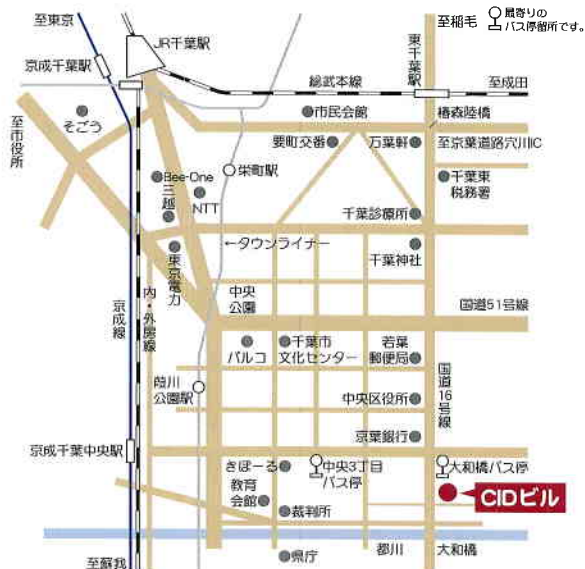 至東京
至稲毛
最寄りの
バス停留所です。
JR千葉駅
京成千葉駅
東千葉駅
総武本線
至成田
そごう
至市役所
市民会館
椿森陸橋
要町交番
万葉軒
至京葉道路穴川IC
栄町駅
Bee-One
三越
NTT
千葉東
税務署
千葉診療所
←タウンライナー
東京電力
千葉神社
京成線
内・外房線
中央
公園
国道51号線
パルコ
千葉市
文化センター
若葉
郵便局
国道16号線
葭川
公園駅
中央区役所
京葉銀行
京成千葉中央駅
きぼーる
中央3丁目
バス停
大和橋バス停
教育
会館
CIDビル
裁判所
至蘇我
県庁
都川
大和橋